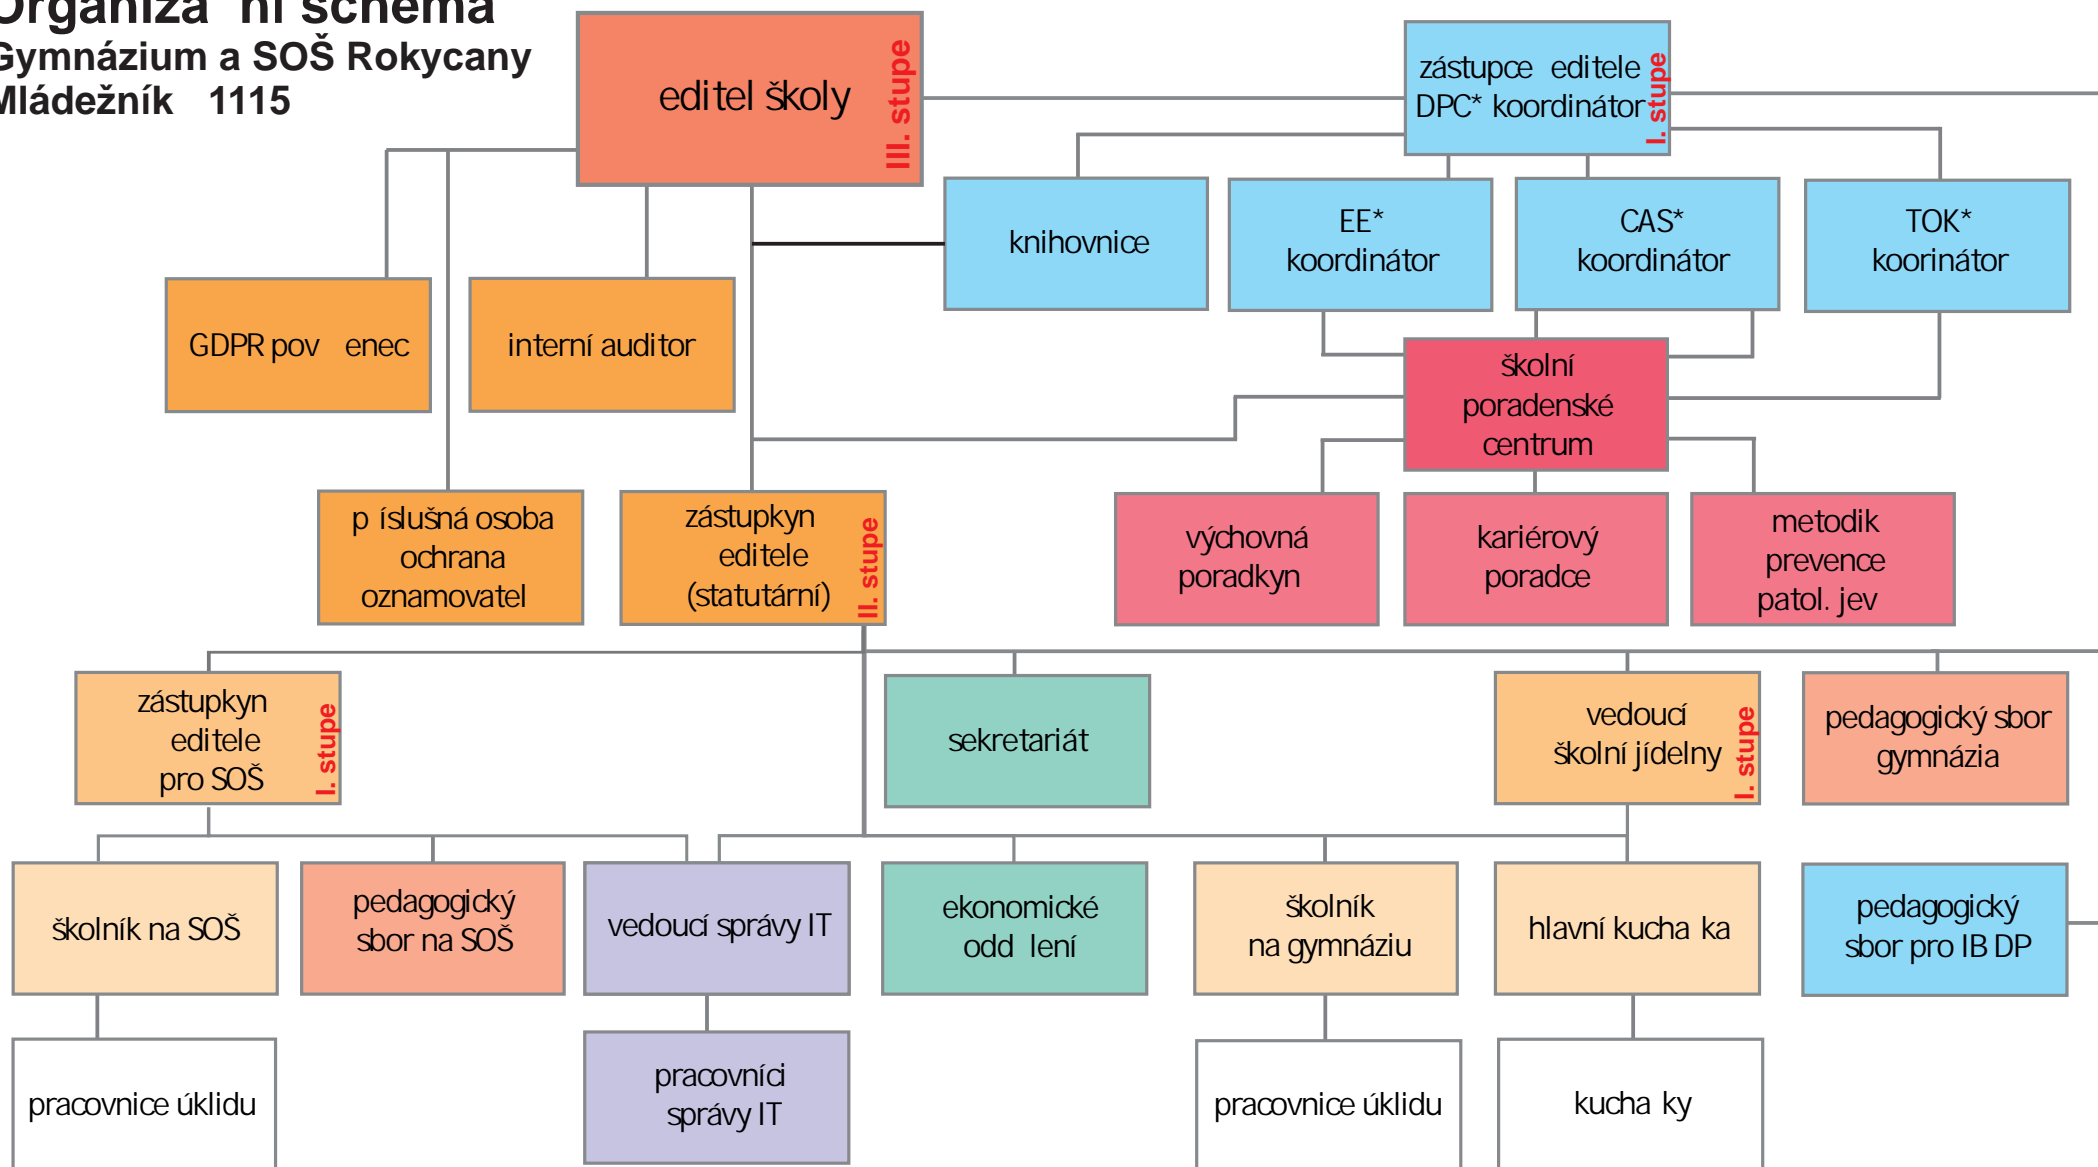 Organiza ní schéma
Gymnázium a SOŠ Rokycany
Mládežník 1115
editel školy
III. stupe
zástupce editele
DPC* koordinátor
I. stupe
knihovnice
EE*
koordinátor
CAS*
koordinátor
TOK*
koorinátor
GDPR pov enec
interní auditor
školní
poradenské
centrum
p íslušná osoba
ochrana
oznamovatel
zástupkyn
editele
(statutární)
II. stupe
výchovná
poradkyn
kariérový
poradce
metodik
prevence
patol. jev
zástupkyn
editele
pro SOŠ
I. stupe
sekretariát
vedoucí
školní jídelny
I. stupe
pedagogický sbor
gymnázia
školník na SOŠ
pedagogický
sbor na SOŠ
vedoucí správy IT
ekonomické
odd lení
školník
na gymnáziu
hlavní kucha ka
pedagogický
sbor pro IB DP
pracovnice úklidu
pracovníci
správy IT
pracovnice úklidu
kucha ky